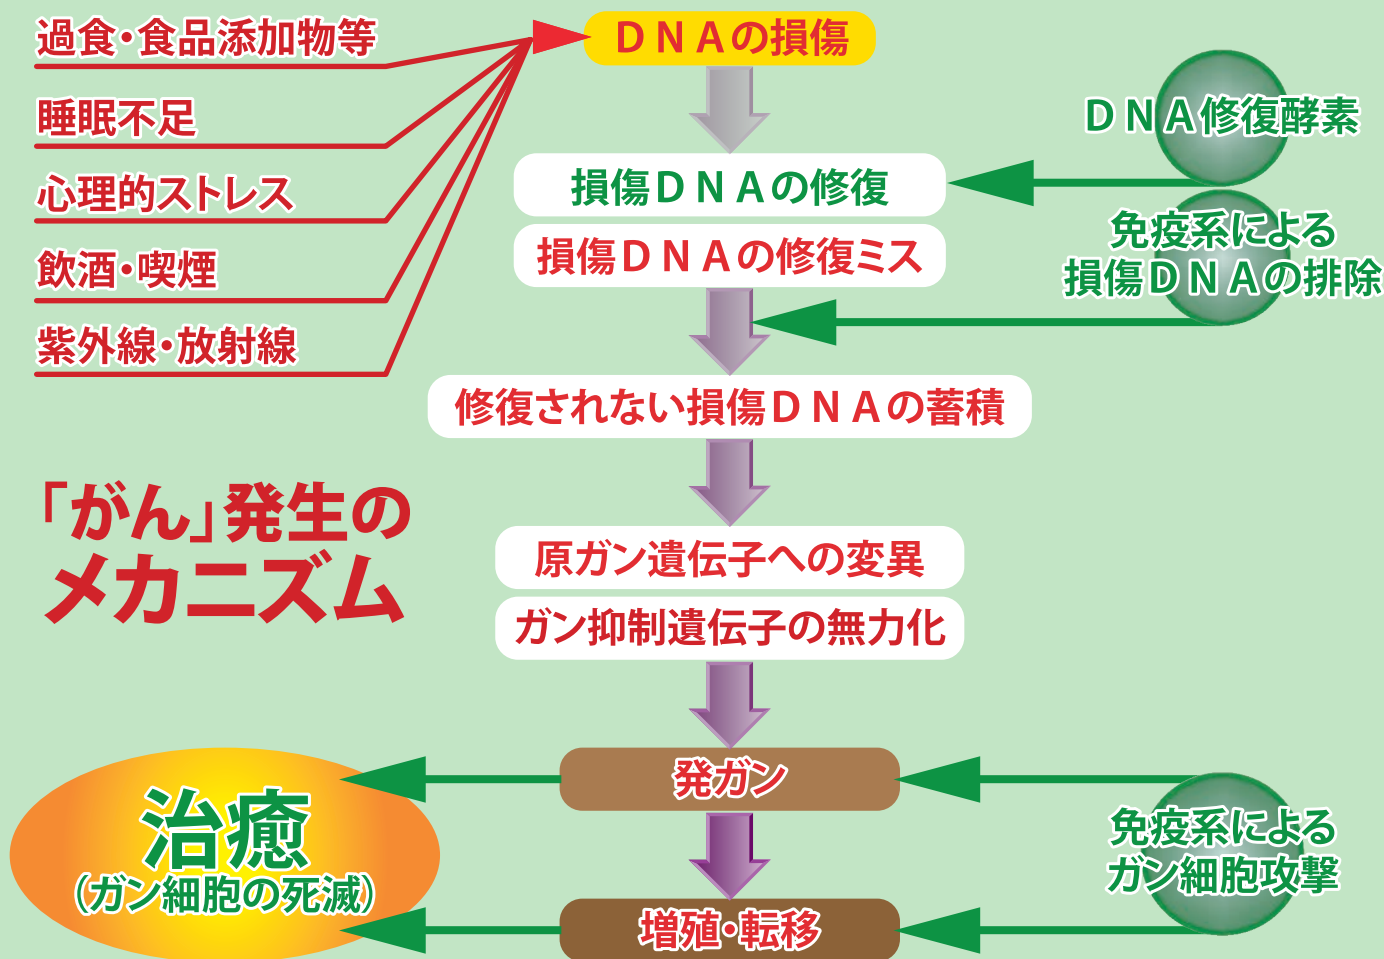 過食・食品添加物等
睡眠不足
心理的ストレス
飲酒・喫煙
紫外線・放射線
DNAの損傷
DNA修復酵素
損傷DNAの修復
損傷DNAの修復ミス
免疫系による
損傷DNAの排除
修復されない損傷DNAの蓄積
「がん」発生の
メカニズム
原ガン遺伝子への変異
ガン抑制遺伝子の無力化
発ガン
増殖・転移
免疫系による
ガン細胞攻撃
治癒
(ガン細胞の死滅)